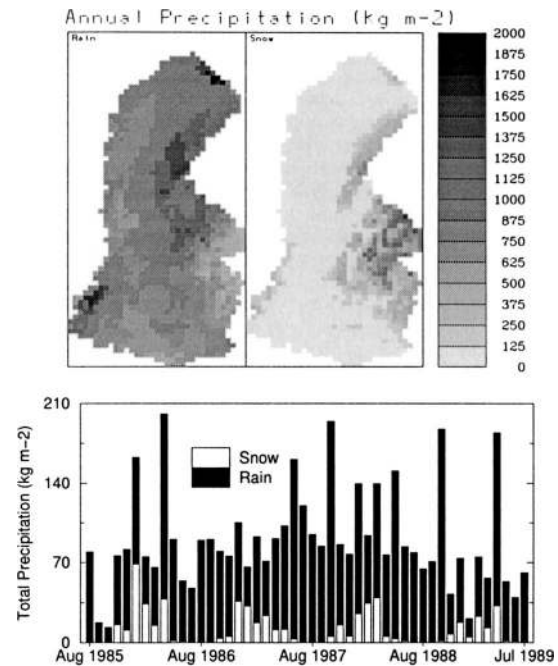 Annual Precipitation (kg m-2)
Rain
Snow
2000
1875
1750
1625
1500
1375
1250
1125
1000
875
750
625
500
375
250
125
0
Total Precipitation (kg m-2)
210
140
70
0
Snow
Rain
Aug 1985
Aug 1986
Aug 1987
Aug 1988
Jul 1989